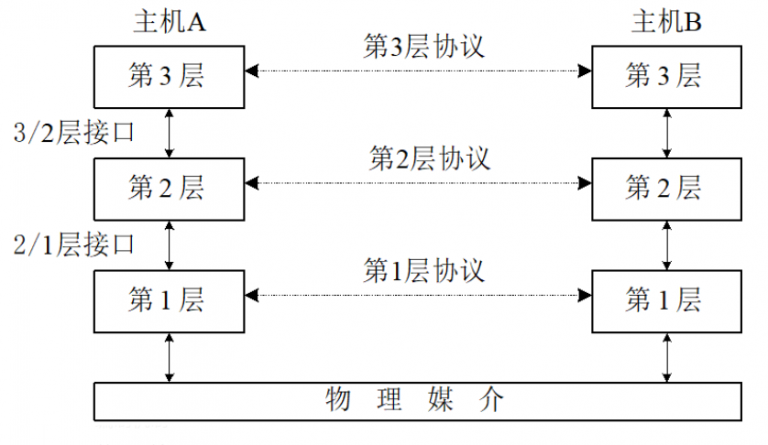 主机A 主机B
第3层协议
第3层 第3层
3/2层接口
第2层协议
第2层 第2层
2/1层接口
第1层协议
第1层 第1层
物理媒介